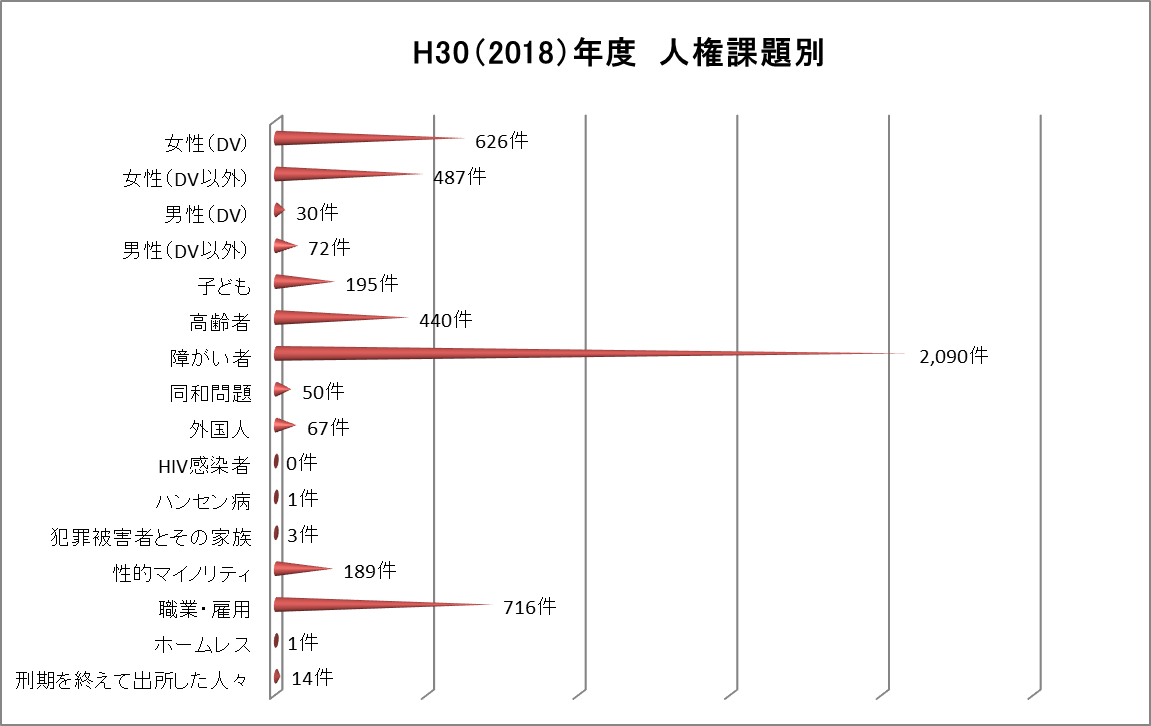 H30（2018）年度　人権課題別
女性（DV） 626件
女性（DV以外） 487件
男性（DV） 30件
男性（DV以外） 72件
子ども 195件
高齢者 440件
障がい者 2,090件
同和問題 50件
外国人 67件
HIV感染者 0件
ハンセン病 1件
犯罪被害者とその家族 3件
性的マイノリティ 189件
職業・雇用 716件
ホームレス 1件
刑期を終えて出所した人々 14件